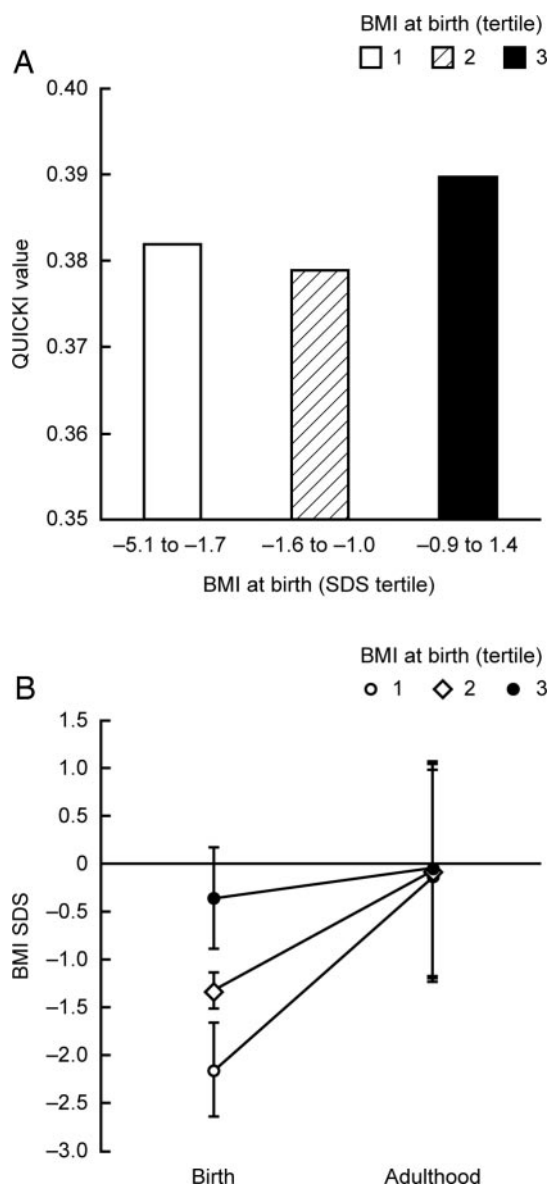 A
BMI at birth (tertile)
1 2 3
0.40
0.39
0.38
0.37
0.36
0.35
QUICKI value
–5.1 to –1.7 –1.6 to –1.0 –0.9 to 1.4
BMI at birth (SDS tertile)
B
BMI at birth (tertile)
1 2 3
1.5
1.0
0.5
0
–0.5
–1.0
–1.5
–2.0
–2.5
–3.0
BMI SDS
Birth Adulthood